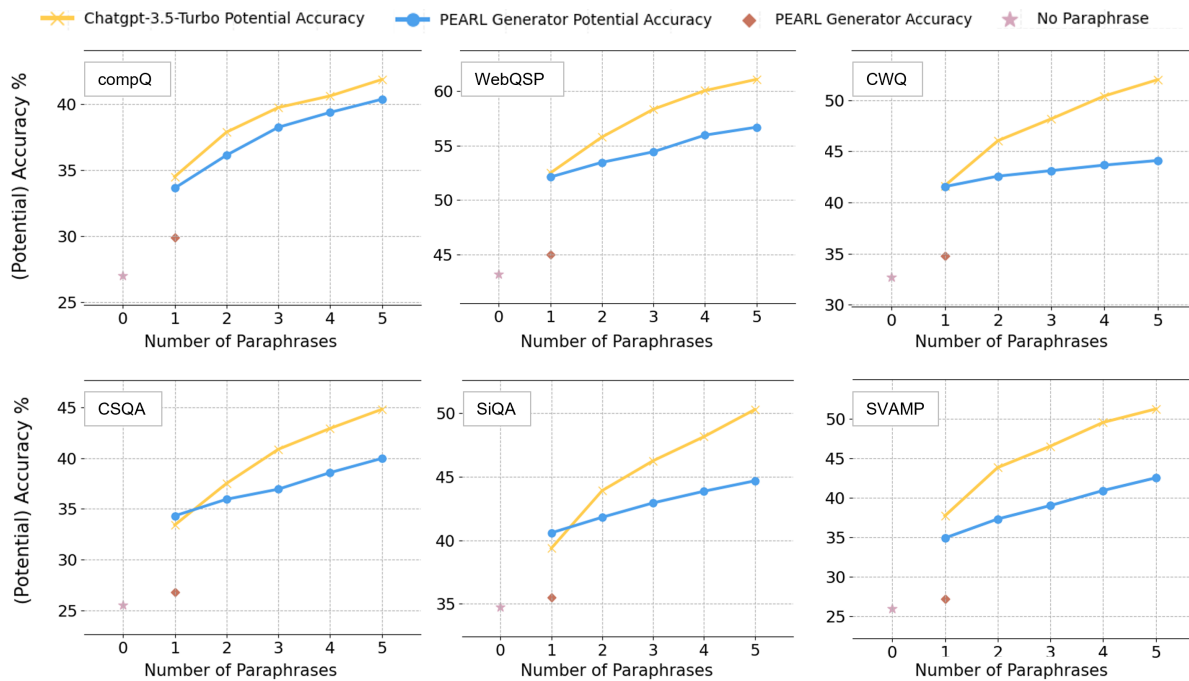 Chatgpt-3.5-Turbo Potential Accuracy PEARL Generator Potential Accuracy PEARL Generator Accuracy No Paraphrase
(Potential) Accuracy %
compQ
40
35
30
25
0 1 2 3 4 5
Number of Paraphrases
WebQSP
60
55
50
45
0 1 2 3 4 5
Number of Paraphrases
CWQ
50
45
40
35
30
0 1 2 3 4 5
Number of Paraphrases
(Potential) Accuracy %
CSQA
45
40
35
30
25
0 1 2 3 4 5
Number of Paraphrases
SiQA
50
45
40
35
0 1 2 3 4 5
Number of Paraphrases
SVAMP
50
45
40
35
30
25
0 1 2 3 4 5
Number of Paraphrases